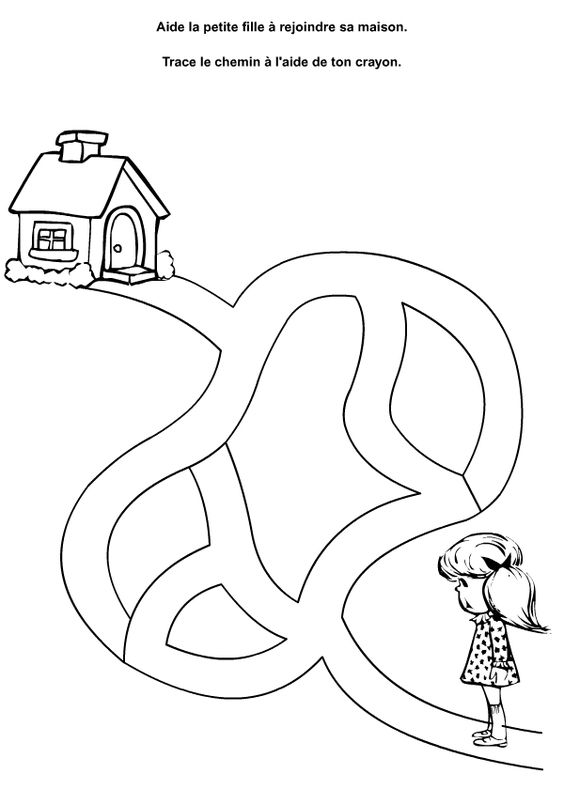 Aide la petite fille à rejoindre sa maison.
Trace le chemin à l'aide de ton crayon.